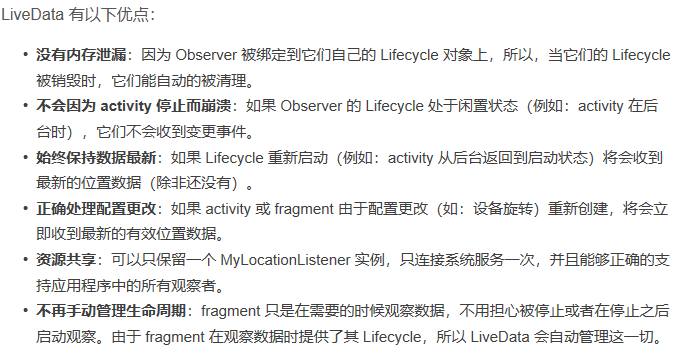 LiveData 有以下优点：
• 没有内存泄漏：因为 Observer 被绑定到它们自己的 Lifecycle 对象上，所以，当它们的 Lifecycle
被销毁时，它们能自动的被清理。
• 不会因为 activity 停止而崩溃：如果 Observer 的 Lifecycle 处于闲置状态（例如：activity 在后
台时），它们不会收到变更事件。
• 始终保持数据最新：如果 Lifecycle 重新启动（例如：activity 从后台返回到启动状态）将会收到
最新的位置数据（除非还没有）。
• 正确处理配置更改：如果 activity 或 fragment 由于配置更改（如：设备旋转）重新创建，将会立
即收到最新的有效位置数据。
• 资源共享：可以只保留一个 MyLocationListener 实例，只连接系统服务一次，并且能够正确的支
持应用程序中的所有观察者。
• 不再手动管理生命周期：fragment 只是在需要的时候观察数据，不用担心被停止或者在停止之后
启动观察。由于 fragment 在观察数据时提供了其 Lifecycle，所以 LiveData 会自动管理这一切。